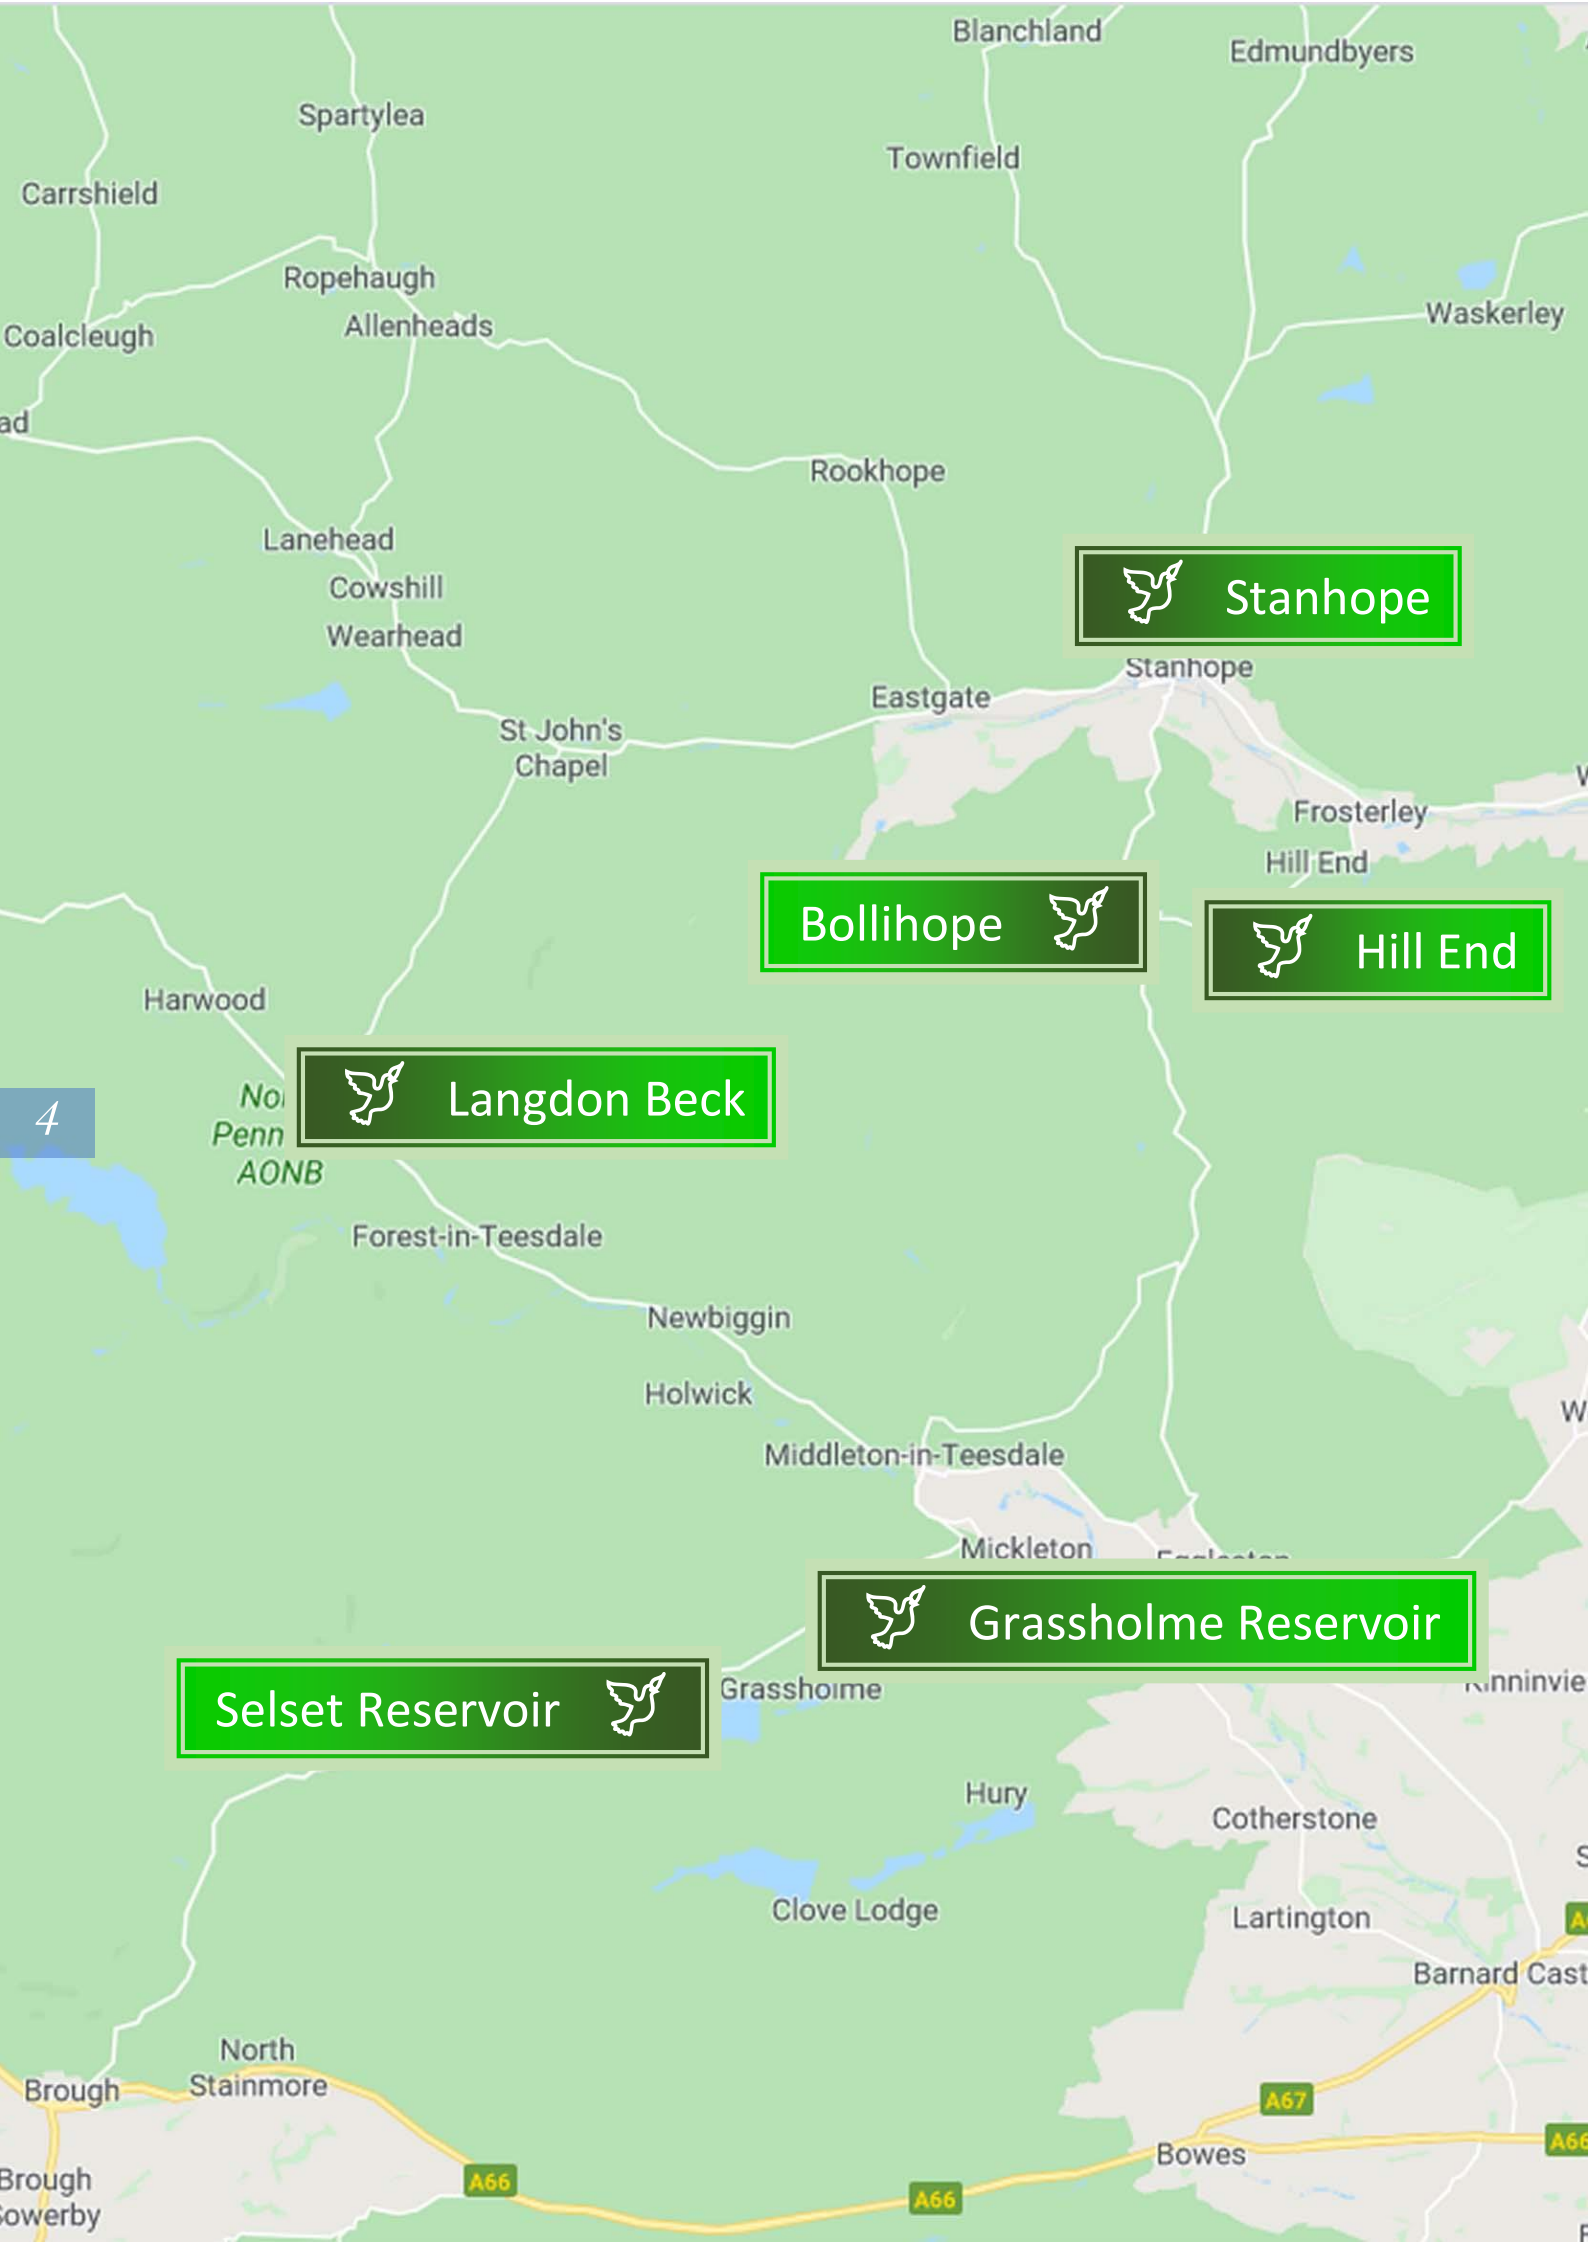 Blanchland
Edmundbyers
Spartylea
Townfield
Carrshield
Ropehaugh
Allenheads
Waskerley
Coalcleugh
ad
Rookhope
Lanehead
Cowshill
Wearhead
Stanhope
Stanhope
Eastgate
St John's
Chapel
Frosterley
Hill End
Bollihope
Hill End
Harwood
Langdon Beck
4
AONB
Forest-in-Teesdale
Newbiggin
Holwick
W
Middleton-in-Teesdale
Mickleton
Grassholme Reservoir
Grassholme
Selset Reservoir
Hury
Cotherstone
Clove Lodge
Lartington
Barnard Cast
North
Stainmore
Brough
A67
A66
Bowes
A66
A66
Brough
Sowerby